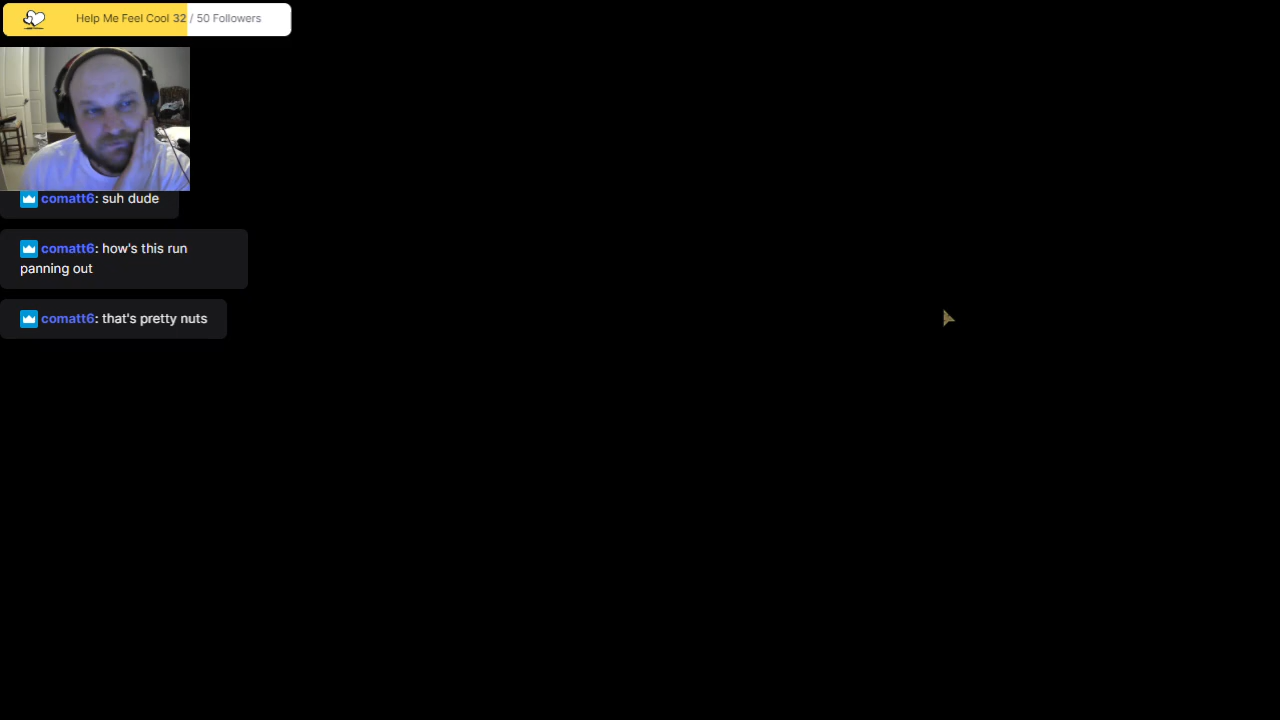 Help Me Feel Cool 32 / 50 Followers
comatt6: suh dude
comatt6: how's this run
panning out
comatt6: that's pretty nuts